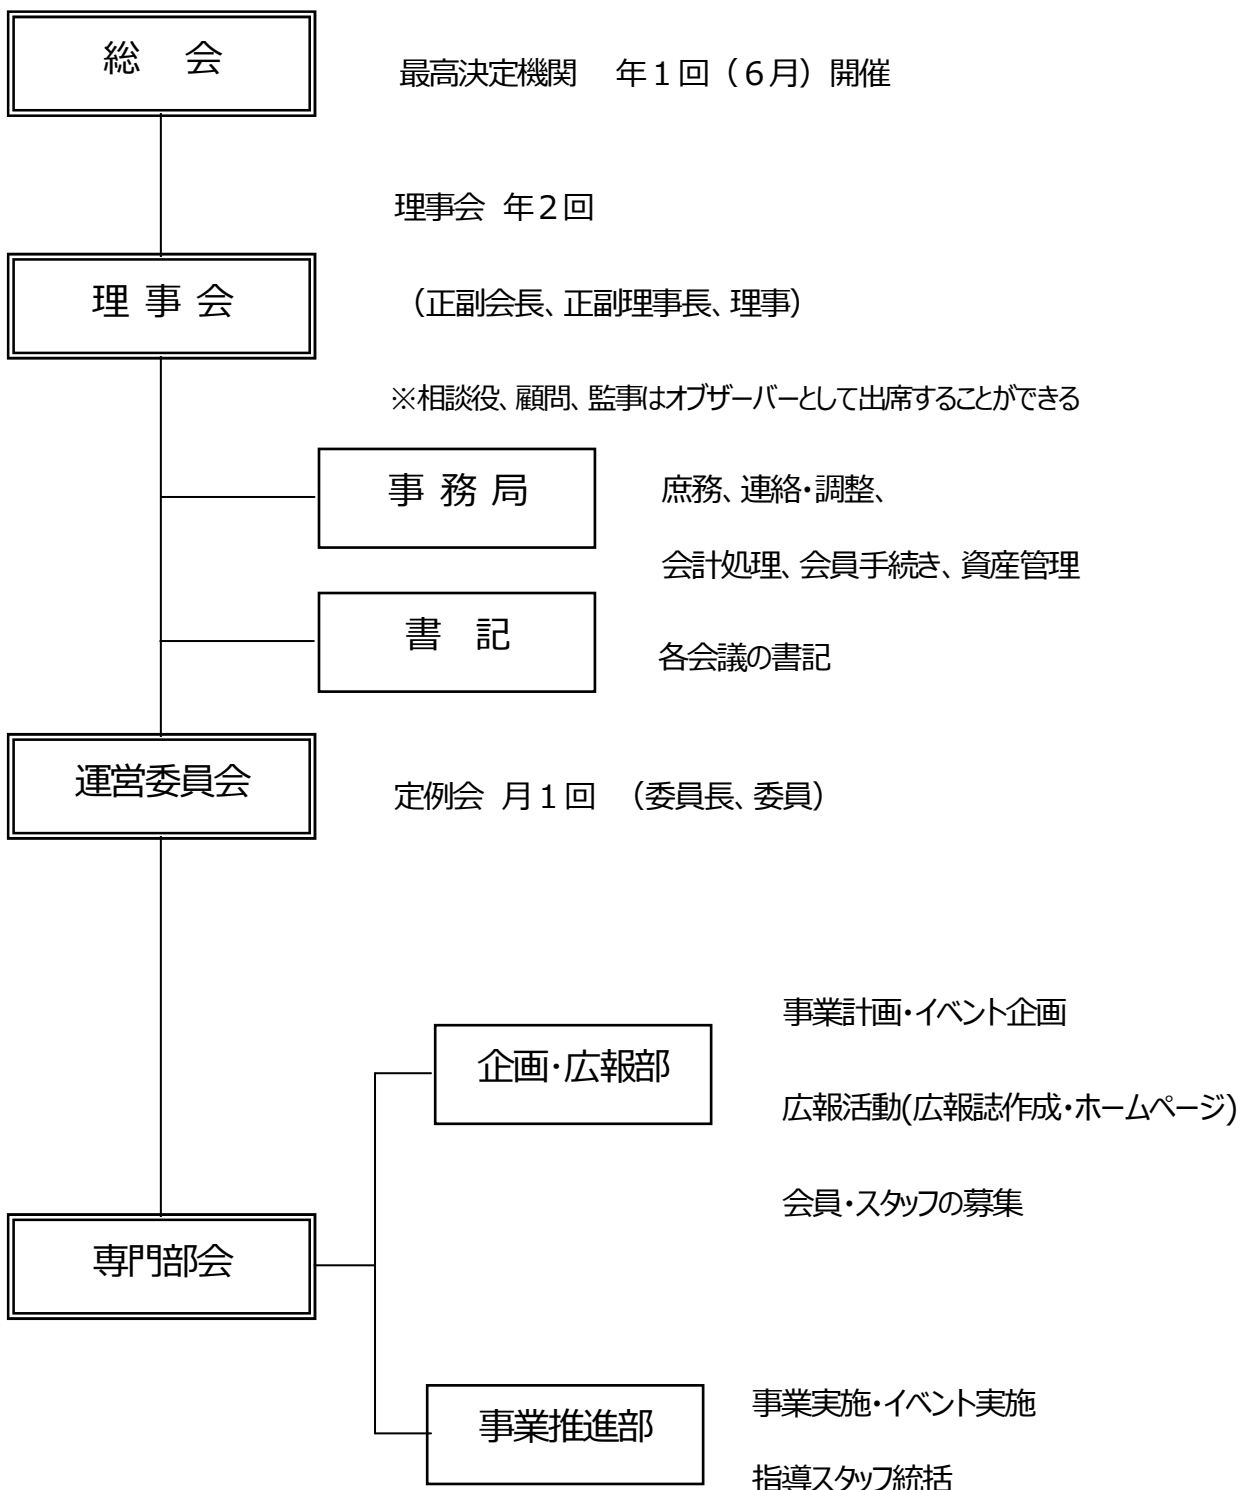 総　会
最高決定機関　年１回（６月）開催
理事会 年２回
理 事 会
（正副会長、正副理事長、理事）
※相談役、顧問、監事はオブザーバーとして出席することができる
事 務 局
庶務、連絡・調整、
会計処理、会員手続き、資産管理
書　記
各会議の書記
運営委員会
定例会 月１回　（委員長、委員）
事業計画・イベント企画
企画・広報部
広報活動(広報誌作成・ホームページ)
会員・スタッフの募集
専門部会
事業実施・イベント実施
事業推進部
指導スタッフ統括